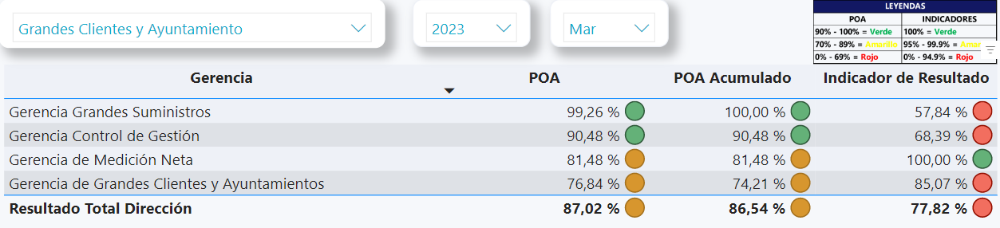 Grandes Clientes y Ayuntamiento
2023
Mar
LEYENDAS
POA INDICADORES
90% - 100% = Verde 100% = Verde
70% - 89% = Amarillo 95% - 99.9% =
0% - 69% = Rojo 0% - 94.9% = Rojo
Gerencia POA POA Acumulado Indicador de Resultado
Gerencia Grandes Suministros 99,26 % 100,00 % 57,84 %
Gerencia Control de Gestión 90,48 % 90,48 % 68,39 %
Gerencia de Medición Neta 81,48 % 81,48 % 100,00 %
Gerencia de Grandes Clientes y Ayuntamientos 76,84 % 74,21 % 85,07 %
Resultado Total Dirección 87,02 % 86,54 % 77,82 %